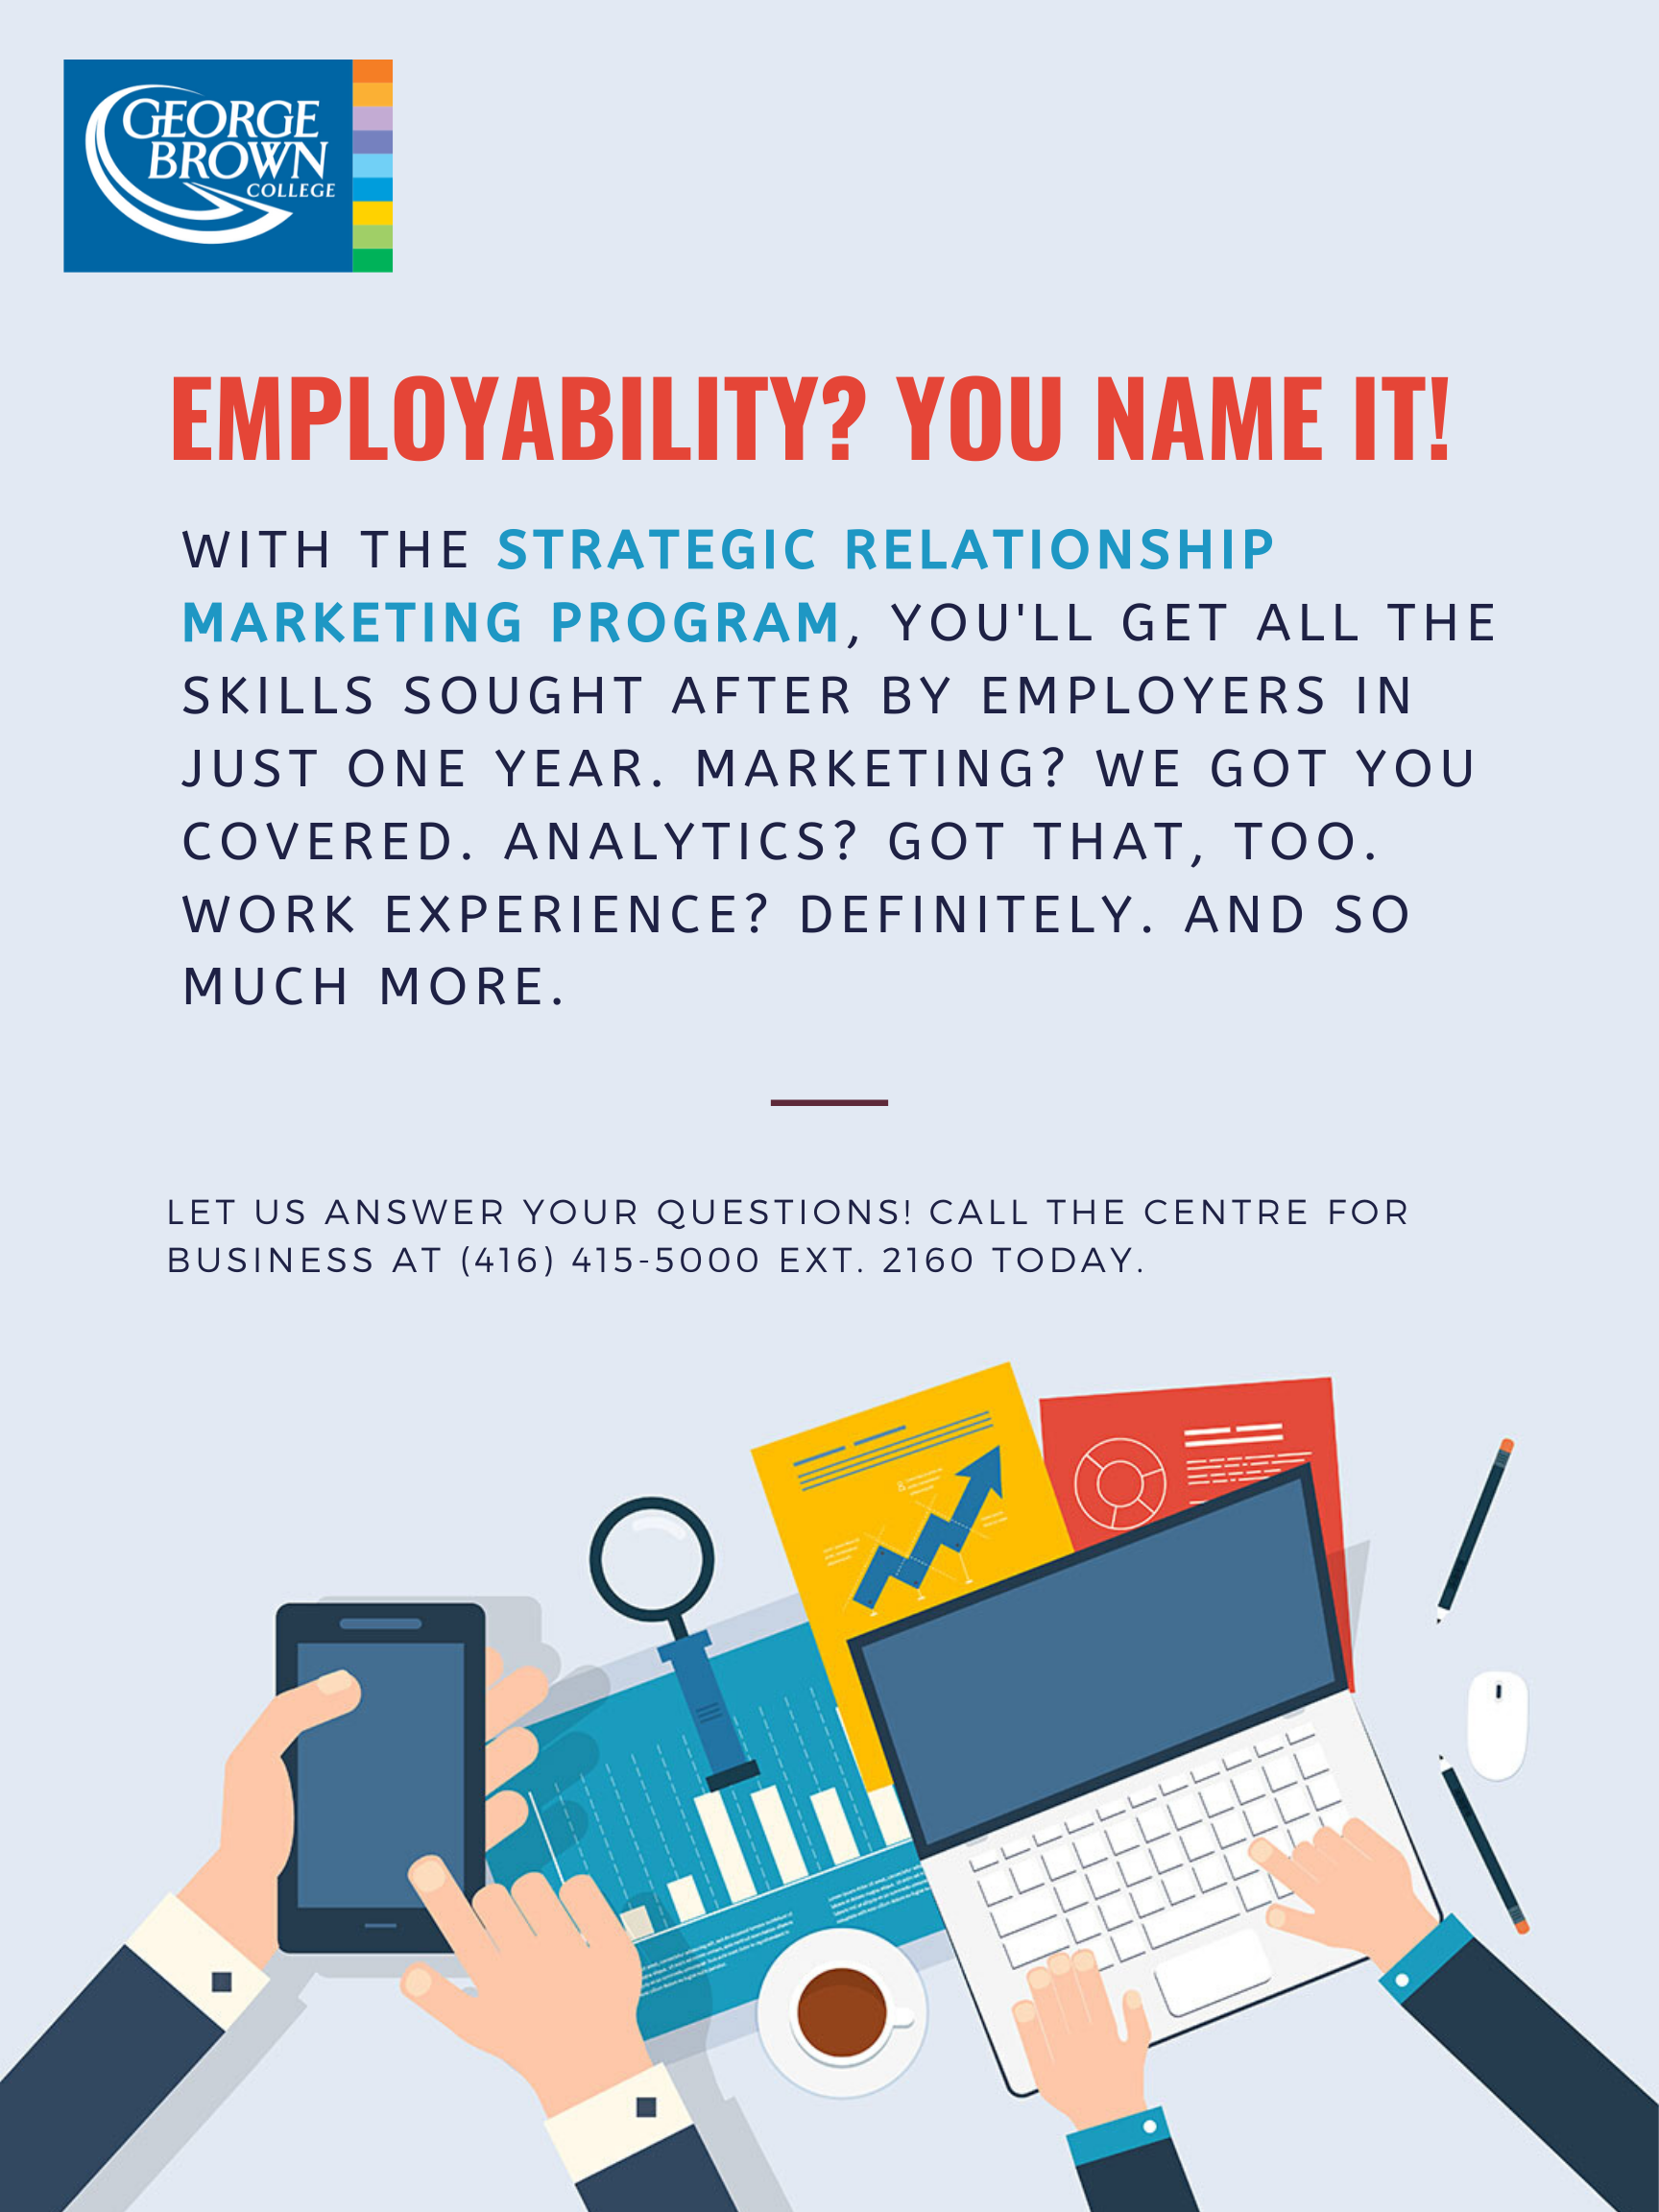 GEORGE
BROWN
COLLEGE
EMPLOYABILITY? YOU NAME IT!
WITH THE STRATEGIC RELATIONSHIP
MARKETING PROGRAM, YOU'LL GET ALL THE
SKILLS SOUGHT AFTER BY EMPLOYERS IN
JUST ONE YEAR. MARKETING? WE GOT YOU
COVERED. ANALYTICS? GOT THAT, TOO.
WORK EXPERIENCE? DEFINITELY. AND SO
MUCH MORE.
LET US ANSWER YOUR QUESTIONS! CALL THE CENTRE FOR
BUSINESS AT (416) 415-5000 EXT. 2160 TODAY.